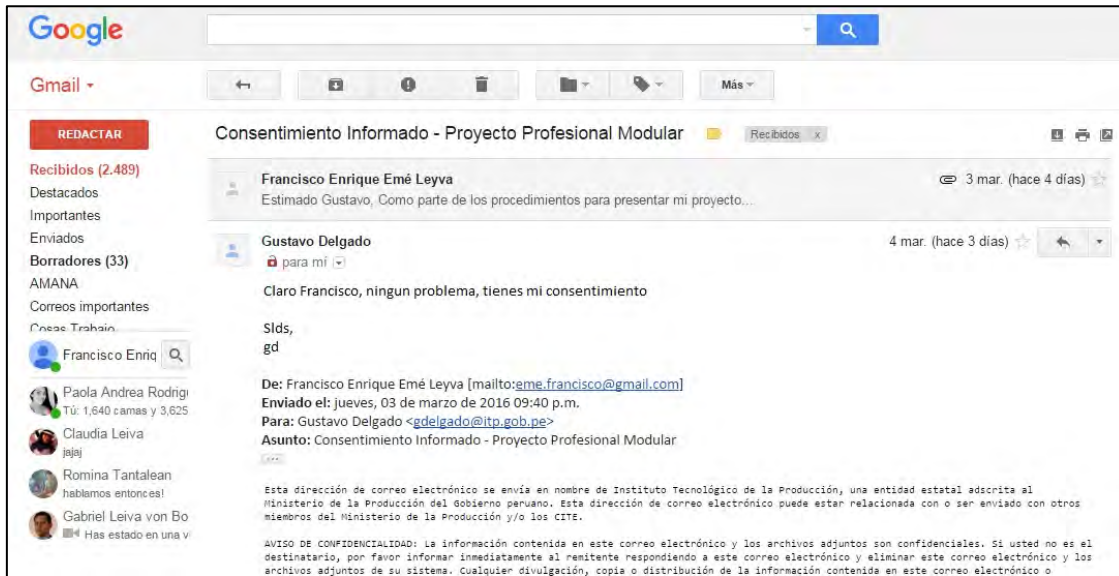 Google
Gmail
Más
REDACTAR
Consentimiento Informado - Proyecto Profesional Modular
Recibidos x
Recibidos (2.489)
Destacados
Importantes
Enviados
Borradores (33)
AMANA
Correos importantes
Cosas Trabajo
Francisco Enriq
Paola Andrea Rodrig
Tú: 1,640 camas y 3,625
Claudia Leiva
jajaj
Romina Tantalean
hablamos entonces!
Gabriel Leiva von Bo
Has estado en una v
Francisco Enrique Emé Leyva
3 mar. (hace 4 días)
Estimado Gustavo, Como parte de los procedimientos para presentar mi proyecto...
Gustavo Delgado
4 mar. (hace 3 días)
para mí
Claro Francisco, ningun problema, tienes mi consentimiento
Slds,
gd
De: Francisco Enrique Emé Leyva [mailto:eme.francisco@gmail.com]
Enviado el: jueves, 03 de marzo de 2016 09:40 p.m.
Para: Gustavo Delgado <gdelgado@itp.gob.pe>
Asunto: Consentimiento Informado - Proyecto Profesional Modular
...
Esta dirección de correo electrónico se envía en nombre de Instituto Tecnológico de la Producción, una entidad estatal adscrita al
Ministerio de la Producción del Gobierno peruano. Esta dirección de correo electrónico puede estar relacionada con o ser enviado con otros
miembros del Ministerio de la Producción y/o los CITE.
AVISO DE CONFIDENCIALIDAD: La información contenida en este correo electrónico y los archivos adjuntos son confidenciales. Si usted no es el
destinatario, por favor informar inmediatamente al remitente respondiendo a este correo electrónico y eliminar este correo electrónico y los
archivos adjuntos de su sistema. Cualquier divulgación, copia o distribución de la información contenida en este correo electrónico o